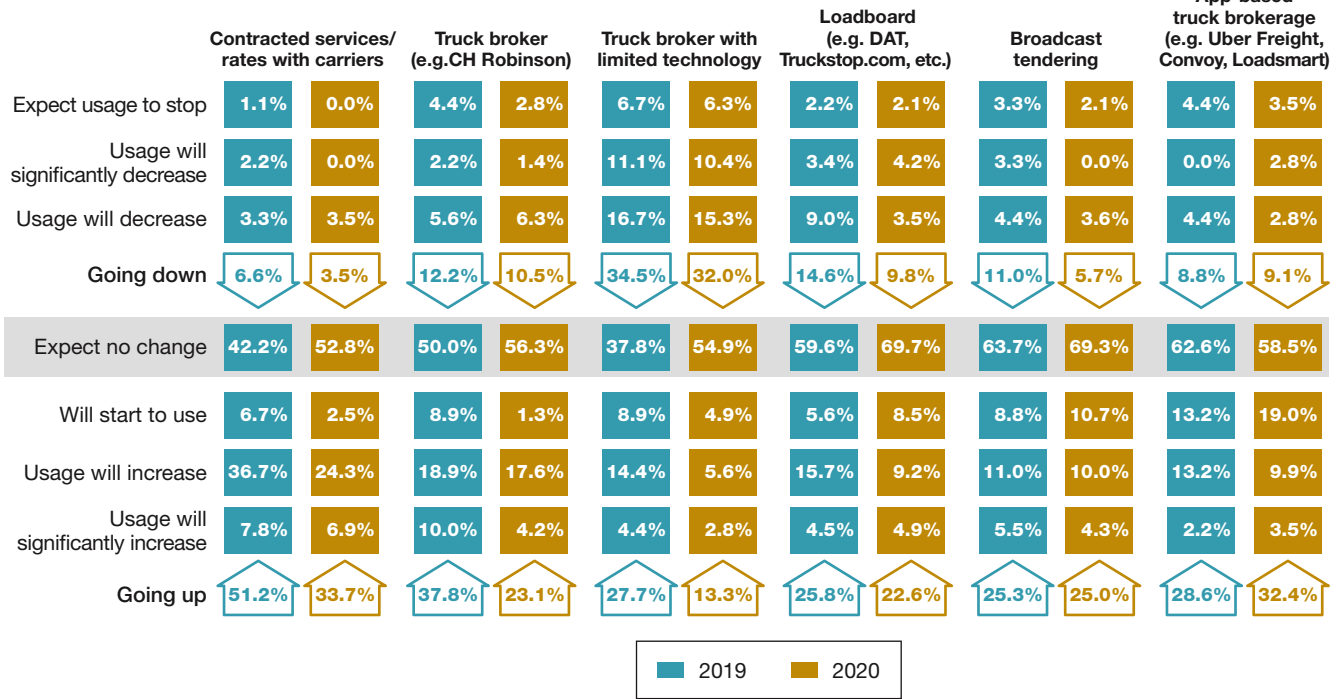 App-based
Contracted services/
rates with carriers
Truck broker
(e.g.CH Robinson)
Truck broker with
limited technology
Loadboard
(e.g. DAT,
Truckstop.com, etc.)
Broadcast
tendering
truck brokerage
(e.g. Uber Freight,
Convoy, Loadsmart)
Expect usage to stop 1.1% 0.0% 4.4% 2.8% 6.7% 6.3% 2.2% 2.1% 3.3% 2.1% 4.4% 3.5%
Usage will
significantly decrease 2.2% 0.0% 2.2% 1.4% 11.1% 10.4% 3.4% 4.2% 3.3% 0.0% 0.0% 2.8%
Usage will decrease 3.3% 3.5% 5.6% 6.3% 16.7% 15.3% 9.0% 3.5% 4.4% 3.6% 4.4% 2.8%
Going down 6.6% 3.5% 12.2% 10.5% 34.5% 32.0% 14.6% 9.8% 11.0% 5.7% 8.8% 9.1%
Expect no change 42.2% 52.8% 50.0% 56.3% 37.8% 54.9% 59.6% 69.7% 63.7% 69.3% 62.6% 58.5%
Will start to use 6.7% 2.5% 8.9% 1.3% 8.9% 4.9% 5.6% 8.5% 8.8% 10.7% 13.2% 19.0%
Usage will increase 36.7% 24.3% 18.9% 17.6% 14.4% 5.6% 15.7% 9.2% 11.0% 10.0% 13.2% 9.9%
Usage will
significantly increase 7.8% 6.9% 10.0% 4.2% 4.4% 2.8% 4.5% 4.9% 5.5% 4.3% 2.2% 3.5%
Going up 51.2% 33.7% 37.8% 23.1% 27.7% 13.3% 25.8% 22.6% 25.3% 25.0% 28.6% 32.4%
2019 2020